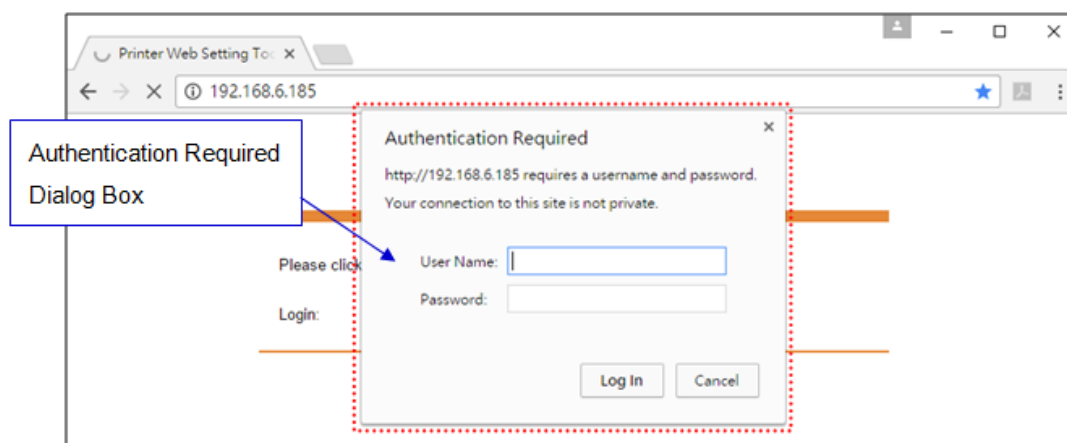 Printer Web Setting Too
192.168.6.185
Authentication Required
Dialog Box
Authentication Required
http://192.168.6.185 requires a username and password.
Your connection to this site is not private.
Please click
User Name:
Password:
Login:
Log In
Cancel